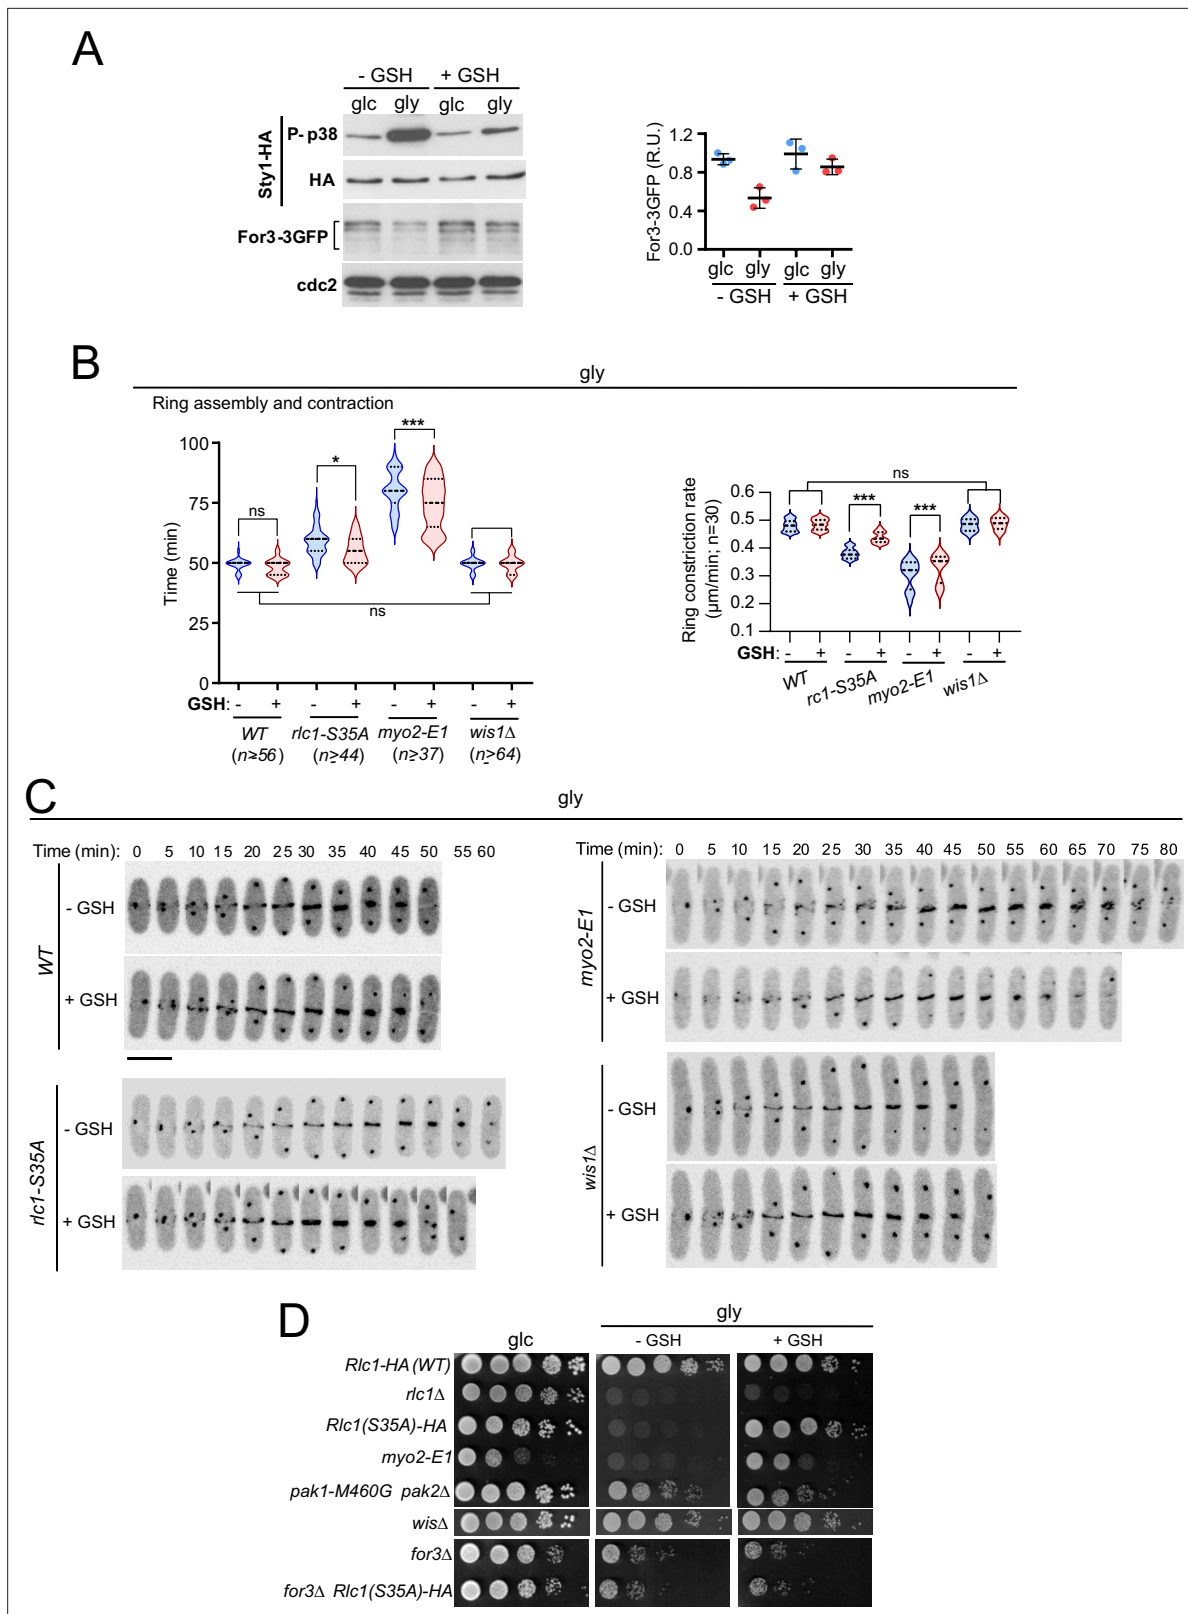 A
- GSH + GSH
glc gly glc gly
Sty1-HA
P- p38
HA
For3-3GFP
cdc2
For3-3GFP (R.U.)
1.2
0.8
0.4
0.0
glc gly glc gly
- GSH + GSH
B
gly
Ring assembly and contraction
Time (min)
100
75
50
25
0
ns
*
***
ns
GSH: - + - + - + - +
WT rlc1-S35A myo2-E1 wis1Δ
(n≥56) (n≥44) (n≥37) (n≥64)
Ring constriction rate
(µm/min; n=30)
0.6
0.5
0.4
0.3
0.2
0.1
ns
***
***
GSH: - + - + - + - +
WT rc1-S35A myo2-E1 wis1Δ
C
gly
Time (min): 0 5 10 15 20 25 30 35 40 45 50 55 60
WT
- GSH
+ GSH
rlc1-S35A
- GSH
+ GSH
Time (min): 0 5 10 15 20 25 30 35 40 45 50 55 60 65 70 75 80
myo2-E1
- GSH
+ GSH
wis1Δ
- GSH
+ GSH
D
gly
glc - GSH + GSH
Rlc1-HA (WT)
rlc1Δ
Rlc1(S35A)-HA
myo2-E1
pak1-M460G pak2Δ
wisΔ
for3Δ
for3Δ Rlc1(S35A)-HA